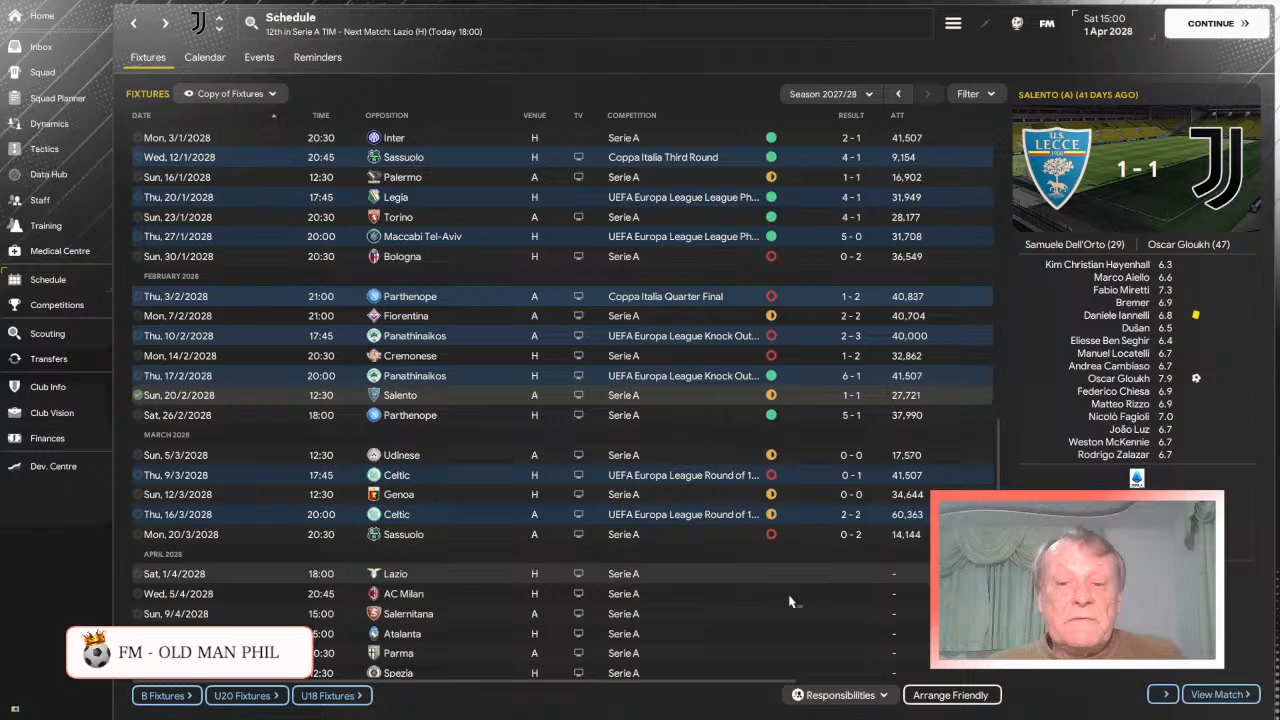 Home
Inbox
Squad
Squad Planner
Dynamics
Tactics
Data Hub
Staff
Training
Medical Centre
Schedule
Competitions
Scouting
Transfers
Club Info
Club Vision
Finances
Dev. Centre
Schedule
12th in Serie A TIM - Next Match: Lazio (H) (Today 18:00)
FM
Sat 15:00
1 Apr 2028
CONTINUE
Fixtures Calendar Events Reminders
FIXTURES Copy of Fixtures Season 2027/28 Filter
DATE TIME OPPOSITION VENUE TV COMPETITION RESULT ATT
Mon, 3/1/2028 20:30 Inter H Serie A 2 - 1 41,507
Wed, 12/1/2028 20:45 Sassuolo H Coppa Italia Third Round 4 - 1 9,154
Sun, 16/1/2028 12:30 Palermo A Serie A 1 - 1 16,902
Thu, 20/1/2028 17:45 Legia H UEFA Europa League League Ph... 4 - 1 31,949
Sun, 23/1/2028 20:30 Torino A Serie A 4 - 1 28,177
Thu, 27/1/2028 20:00 Maccabi Tel-Aviv H UEFA Europa League League Ph... 5 - 0 31,708
Sun, 30/1/2028 20:30 Bologna H Serie A 0 - 2 36,549
FEBRUARY 2028
Thu, 3/2/2028 21:00 Parthenope A Coppa Italia Quarter Final 1 - 2 40,837
Mon, 7/2/2028 21:00 Fiorentina A Serie A 2 - 2 40,704
Thu, 10/2/2028 17:45 Panathinaikos A UEFA Europa League Knock Out... 2 - 3 40,000
Mon, 14/2/2028 20:30 Cremonese H Serie A 1 - 2 32,862
Thu, 17/2/2028 20:00 Panathinaikos H UEFA Europa League Knock Out... 6 - 1 41,507
Sun, 20/2/2028 12:30 Salento A Serie A 1 - 1 27,721
Sat, 26/2/2028 18:00 Parthenope H Serie A 5 - 1 37,990
MARCH 2028
Sun, 5/3/2028 12:30 Udinese A Serie A 0 - 0 17,570
Thu, 9/3/2028 17:45 Celtic H UEFA Europa League Round of 1... 0 - 1 41,507
Sun, 12/3/2028 12:30 Genoa H Serie A 0 - 0 34,644
Thu, 16/3/2028 20:00 Celtic A UEFA Europa League Round of 1... 2 - 2 60,363
Mon, 20/3/2028 20:30 Sassuolo A Serie A 0 - 2 14,144
APRIL 2028
Sat, 1/4/2028 18:00 Lazio H Serie A -
Wed, 5/4/2028 20:45 AC Milan H Serie A -
Sun, 9/4/2028 15:00 Salernitana A Serie A -
5:00 Atalanta H Serie A -
5:00 Parma A Serie A -
2:30 Spezia H Serie A -
FM - OLD MAN PHIL
B Fixtures U20 Fixtures U18 Fixtures Responsibilities Arrange Friendly View Match
SALENTO (A) (41 DAYS AGO)
U.S. LECCE
1 - 1
Samuele Dell'Orto (29) Oscar Gloukh (47)
Kim Christian Høyenhall 6.3
Marco Aiello 6.6
Fabio Miretti 7.3
Bremer 6.9
Daniele Iannelli 6.8
Dušan 6.5
Eliesse Ben Seghir 6.4
Manuel Locatelli 6.7
Andrea Cambiaso 6.7
Oscar Gloukh 7.9
Federico Chiesa 6.9
Matteo Rizzo 6.9
Nicolò Fagioli 7.0
João Luz 6.7
Weston McKennie 6.7
Rodrigo Zalazar 6.7